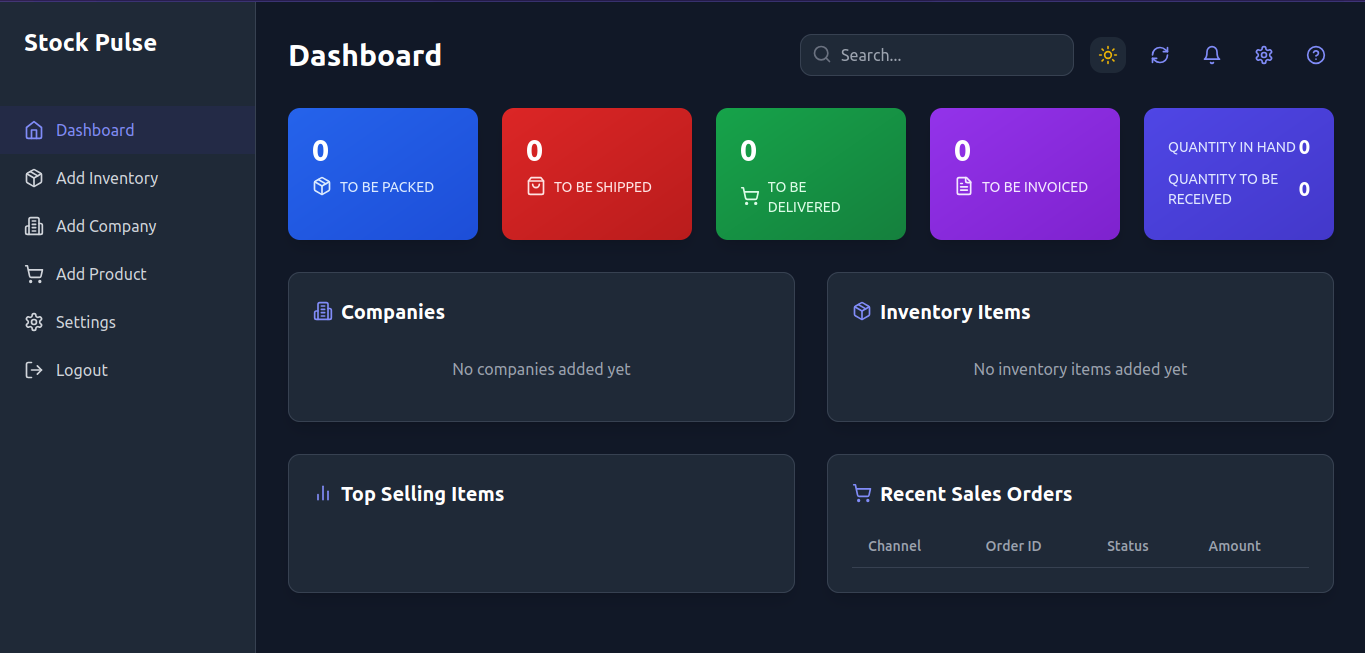 Stock Pulse
Dashboard
Add Inventory
Add Company
Add Product
Settings
Logout
Dashboard
Search...
0
TO BE PACKED
0
TO BE SHIPPED
0
TO BE
DELIVERED
0
TO BE INVOICED
QUANTITY IN HAND 0
QUANTITY TO BE
RECEIVED
0
Companies
No companies added yet
Inventory Items
No inventory items added yet
Top Selling Items
Recent Sales Orders
Channel Order ID Status Amount